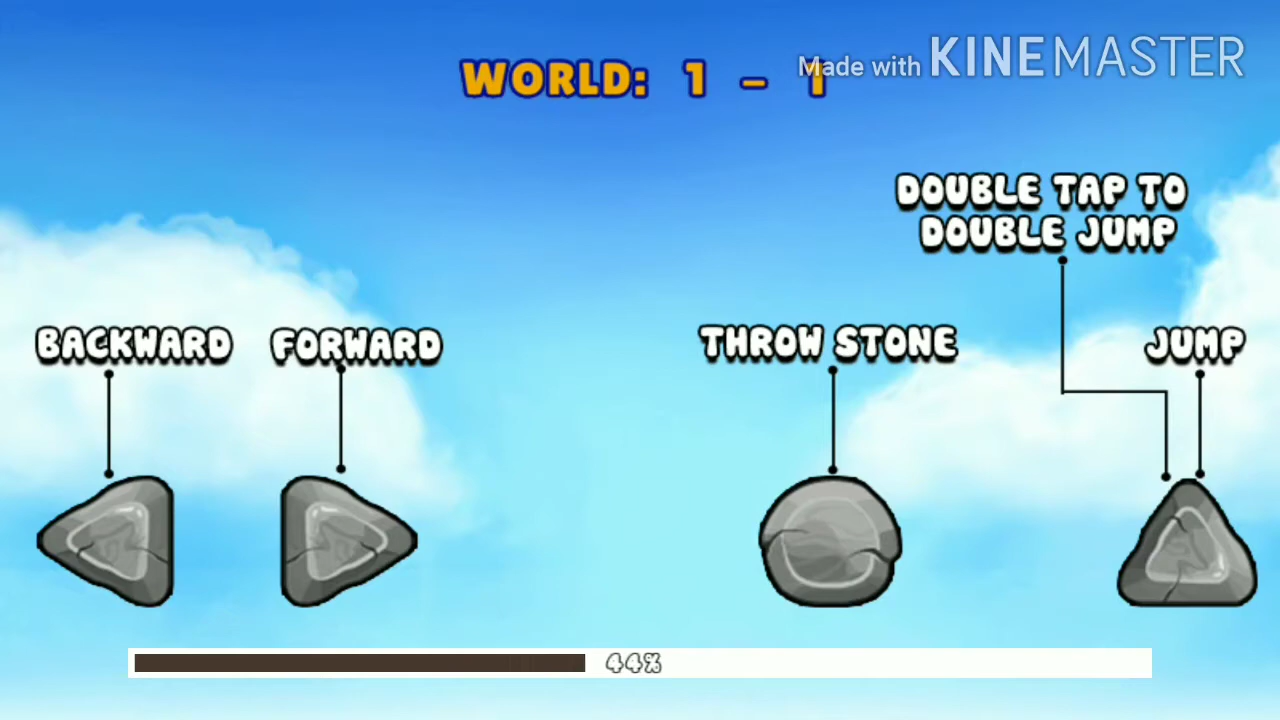 WORLD: 1 - 1
Made with KINEMASTER
DOUBLE TAP TO
DOUBLE JUMP
BACKWARD
FORWARD
THROW STONE
JUMP
44%